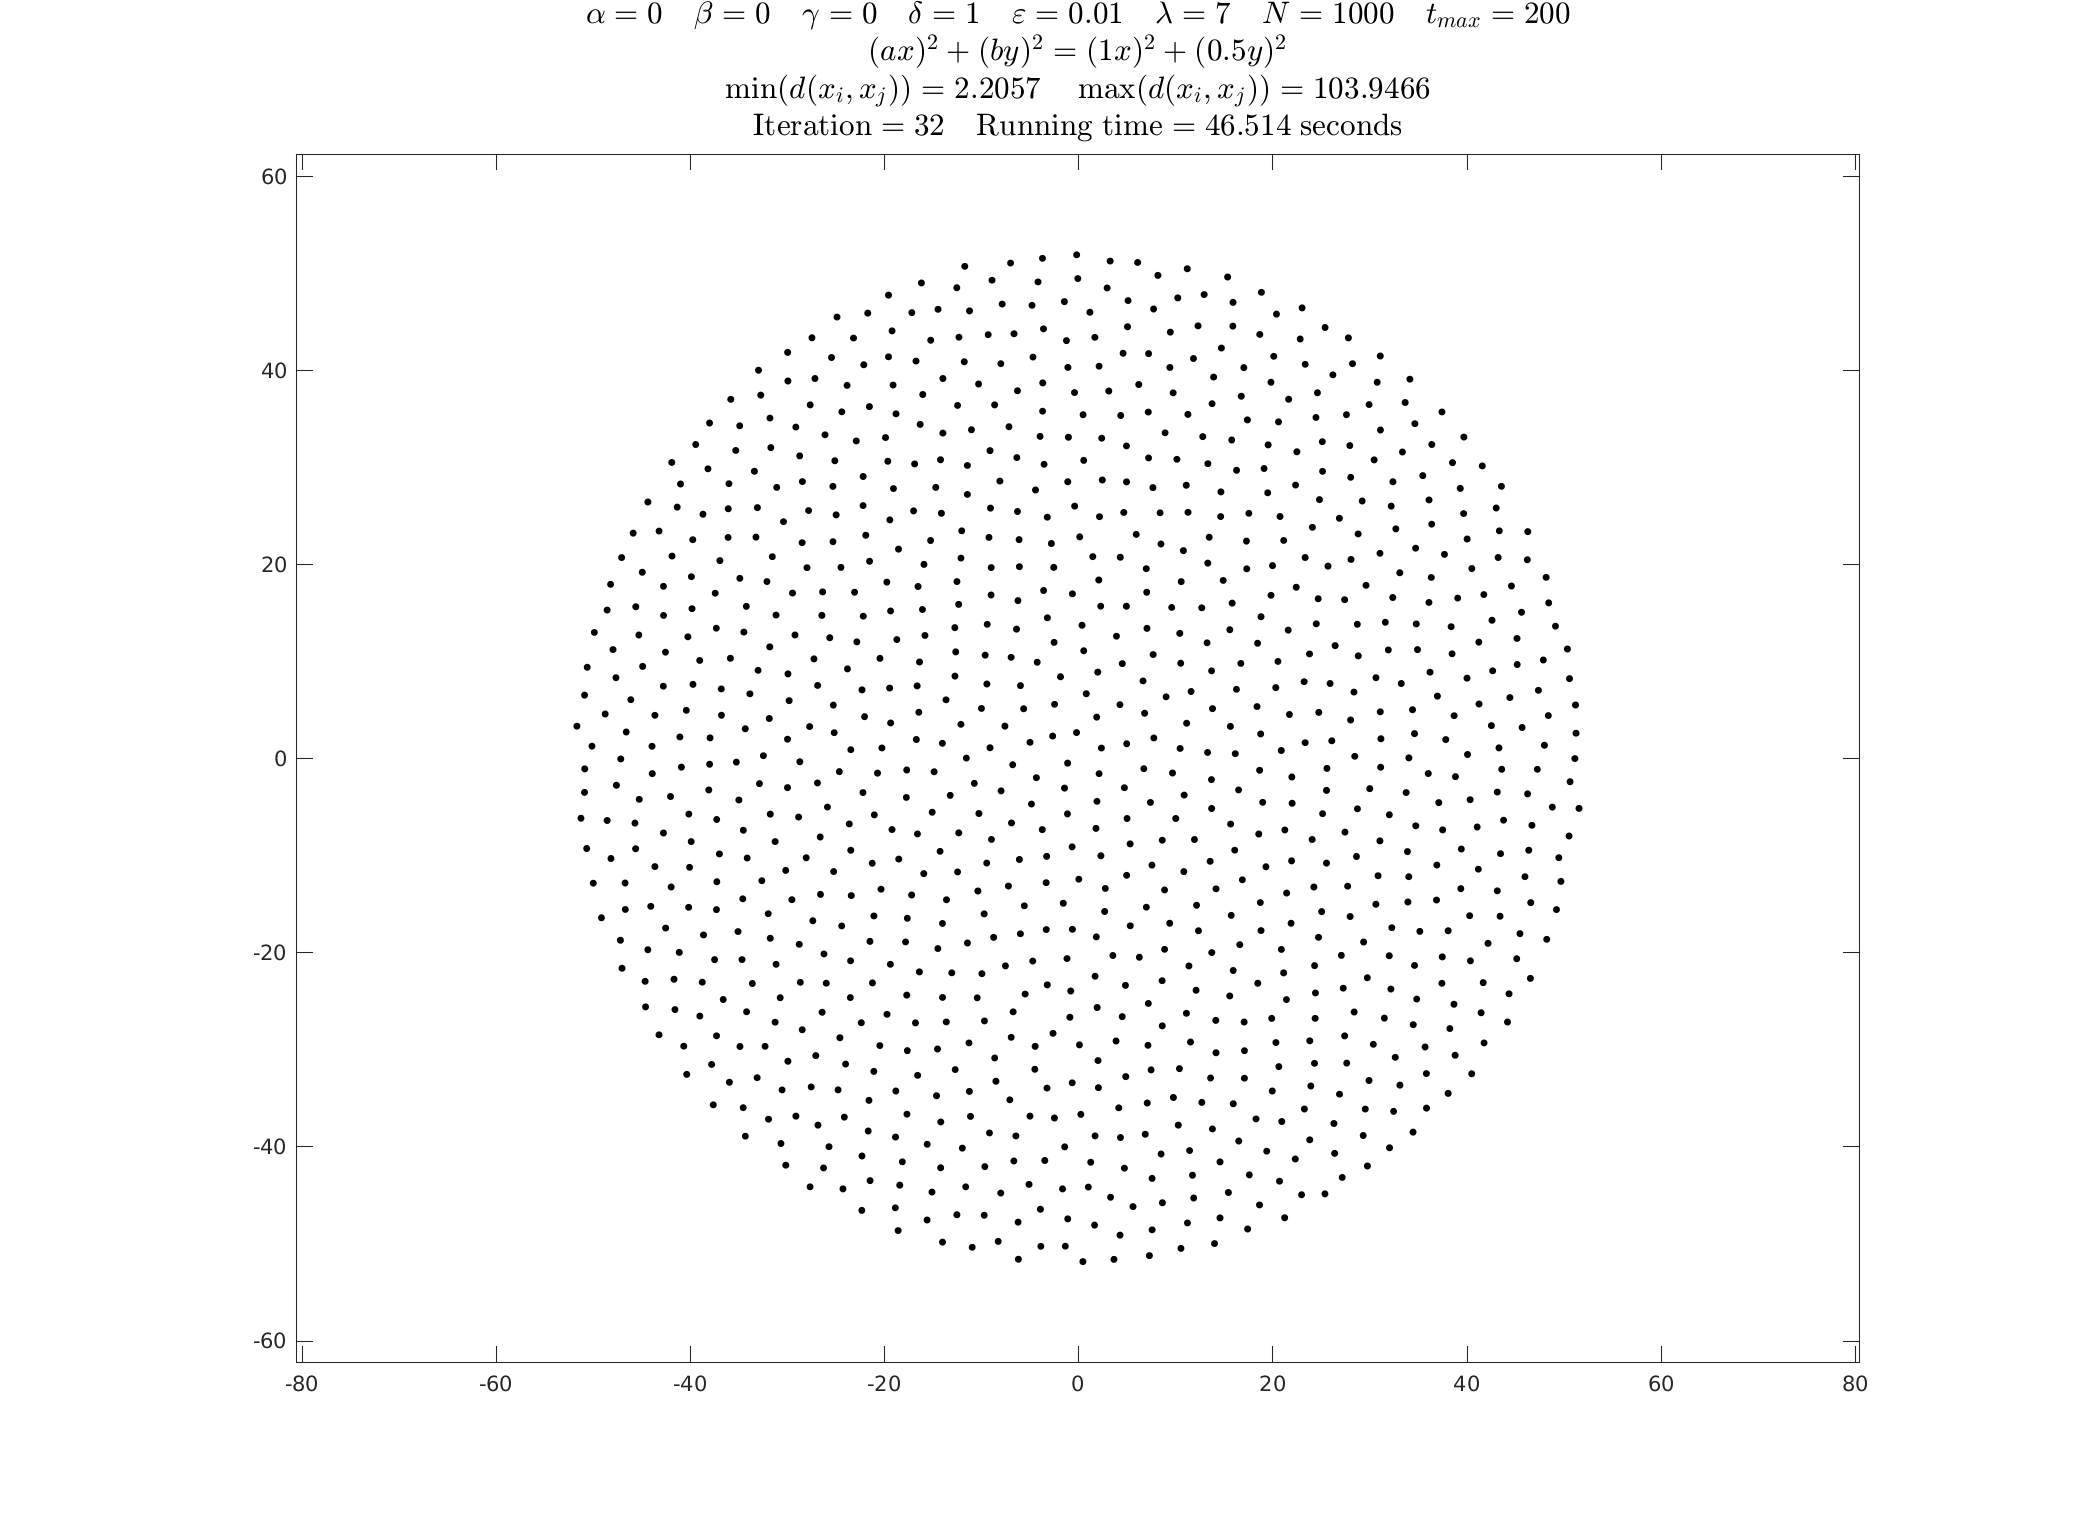 α = 0 β = 0 γ = 0 δ = 1 ε = 0.01 λ = 7 N = 1000 t_{max} = 200
(ax)² + (by)² = (1x)² + (0.5y)²
min(d(x_i, x_j)) = 2.2057 max(d(x_i, x_j)) = 103.9466
Iteration = 32 Running time = 46.514 seconds
60
40
20
0
-20
-40
-60
-80 -60 -40 -20 0 20 40 60 80